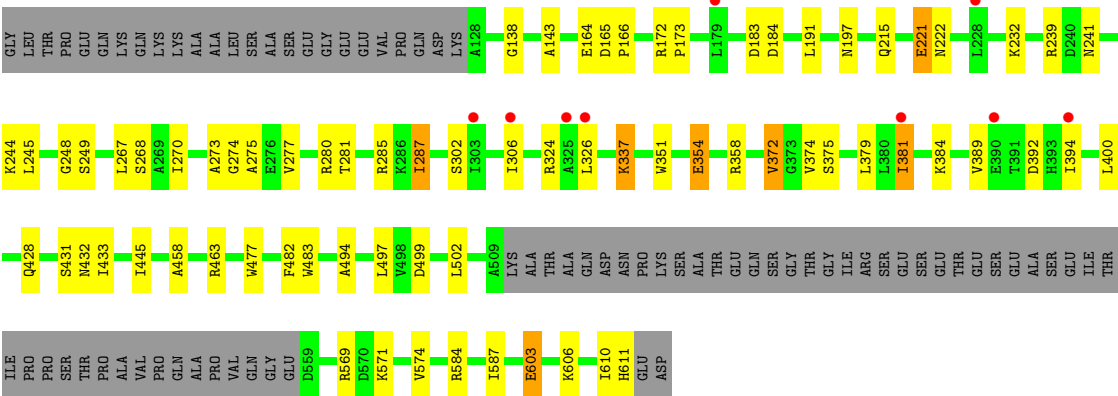 GLY LEU THR PRO GLU GLU GLN LYS GLN LYS LYS ALA ALA LEU SER ALA SER GLU GLY GLU GLU VAL PRO GLN ASP LYS A128 G138 A143 E164 D165 P166 R172 P173 L179 D183 D184 L191 N197 Q215 E221 N222 L228 K232 R239 D240 N241
K244 L245 G248 S249 L267 S268 A269 I270 A273 G274 A275 E276 V277 R280 T281 R285 K286 I287 S302 I303 I306 R324 A325 L326 K337 W351 E354 R358 V372 G373 V374 S375 L379 L380 I381 K384 V389 E390 T391 D392 H393 I394 L400
Q428 S431 N432 I433 I445 A458 R463 W477 F482 W483 A494 L497 V498 D499 L502 A509 LYS ALA THR ALA GLN ASP ASN PRO LYS SER ALA THR GLU GLN SER GLY THR GLY ILE ARG SER GLU SER GLU THR GLU SER GLU ALA SER GLU ILE THR
ILE PRO PRO SER THR PRO ALA VAL PRO GLN ALA PRO VAL GLN GLY GLU D559 R569 D570 K571 V574 R584 I587 E603 K606 I610 H611 GLU ASP